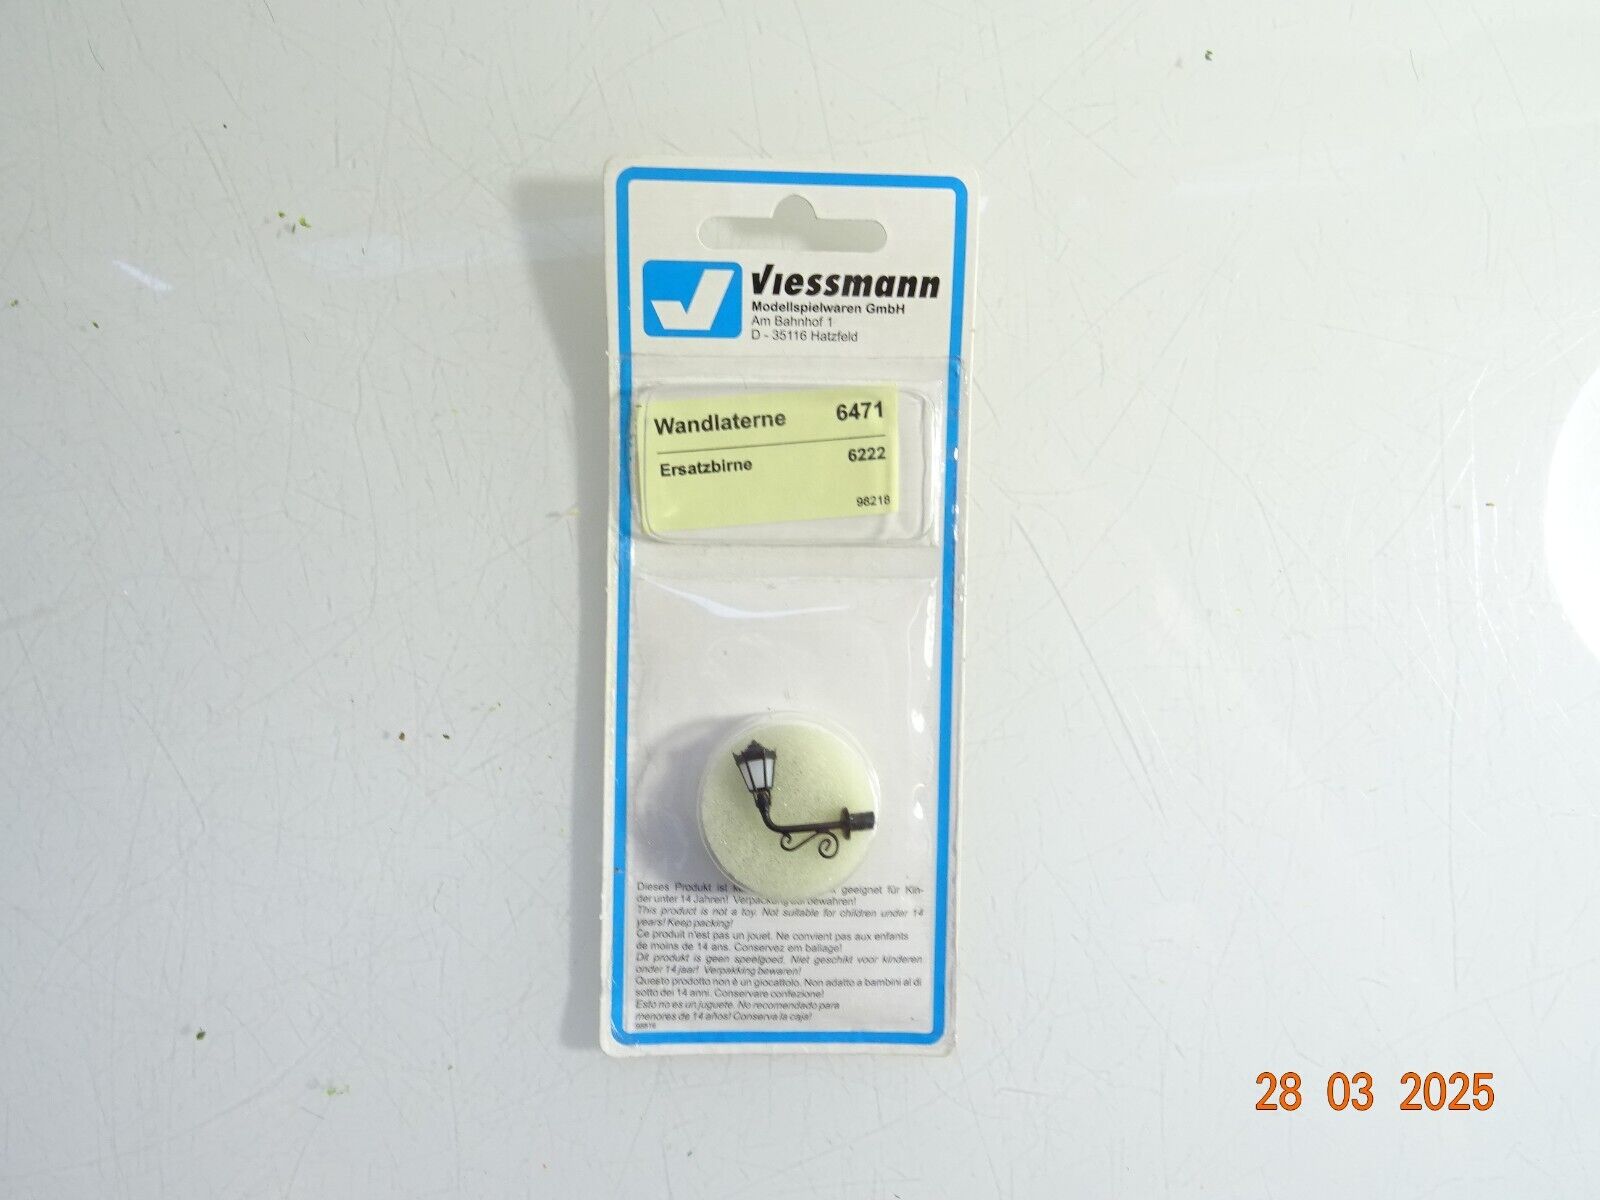 Viessmann
Modellspielwaren GmbH
Am Bahnhof 1
D - 35116 Hatzfeld
Wandlaterne 6471
Ersatzbirne 6222
98218
Dieses Produkt ist geeignet für Kin-
der unter 14 Jahren! Verpackung aufbewahren!
This product is not a toy. Not suitable for children under 14
years! Keep packing!
Ce produit n'est pas un jouet. Ne convient pas aux enfants
de moins de 14 ans. Conservez em ballage!
Dit produkt is geen speelgoed. Niet geschikt voor kinderen
onder 14 jaar! Verpakking bewaren!
Questo prodotto non è un giocattolo. Non adatto a bambini al di
sotto dei 14 anni. Conservare confezione!
Esto no es un juguete. No recomendado para
menores de 14 años! Conserva la caja!
28 03 2025